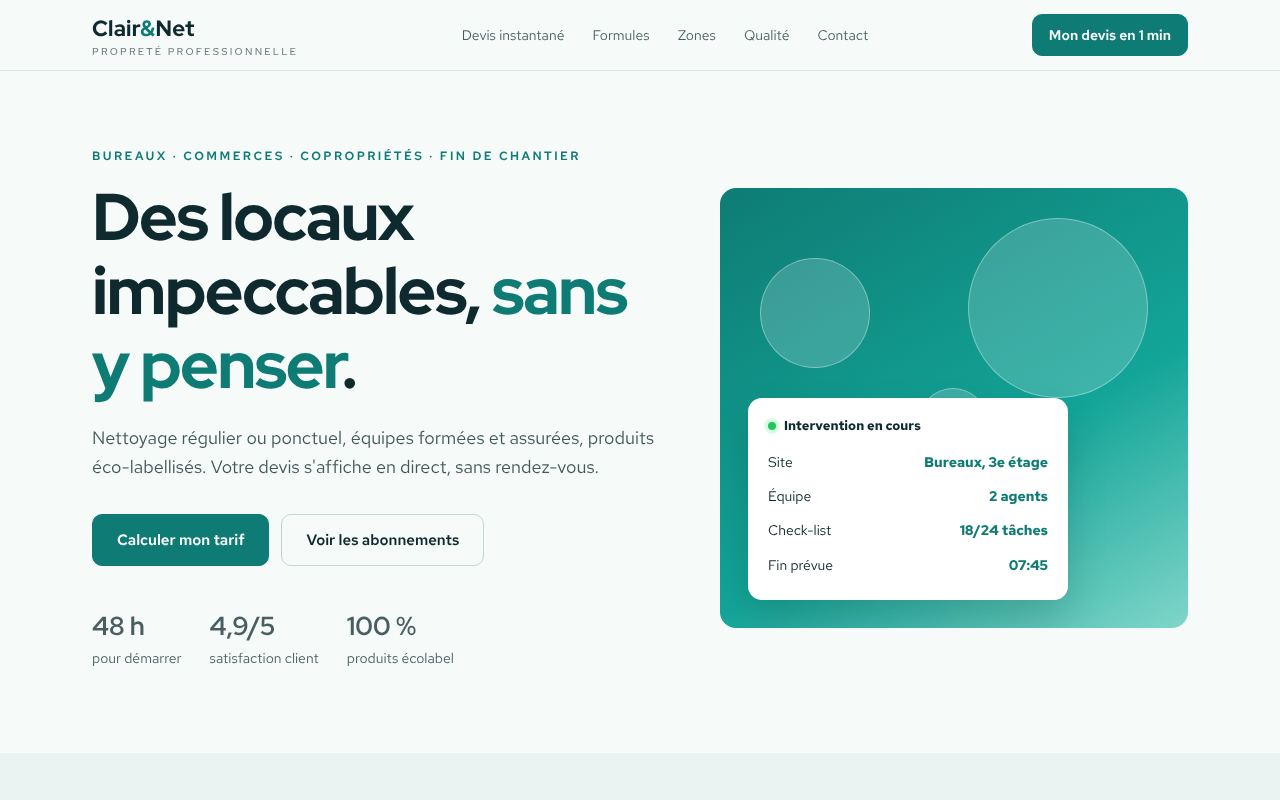 Clair&Net
PROPRETÉ PROFESSIONNELLE
Devis instantané
Formules
Zones
Qualité
Contact
Mon devis en 1 min
BUREAUX · COMMERCES · COPROPRIÉTÉS · FIN DE CHANTIER
Des locaux
impeccables, sans
y penser.
Nettoyage régulier ou ponctuel, équipes formées et assurées, produits
éco-labellisés. Votre devis s'affiche en direct, sans rendez-vous.
Calculer mon tarif
Voir les abonnements
48 h
pour démarrer
4,9/5
satisfaction client
100 %
produits écolabel
Intervention en cours
Site Bureaux, 3e étage
Équipe 2 agents
Check-list 18/24 tâches
Fin prévue 07:45